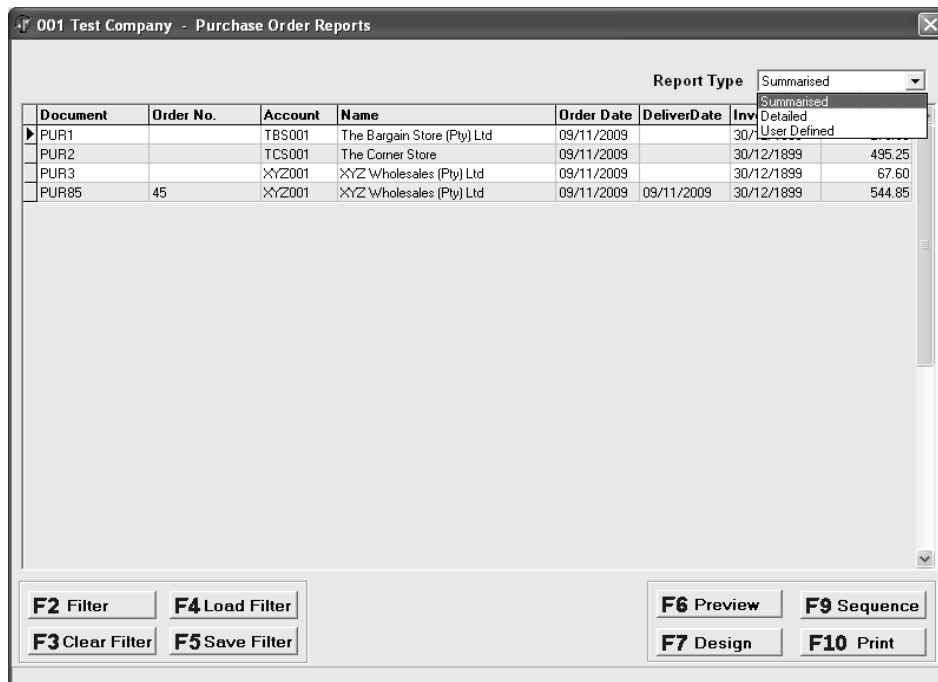 001 Test Company - Purchase Order Reports
Report Type Summarised
Summarised
Detailed
User Defined
Document Order No. Account Name Order Date DeliverDate
PUR1 TBS001 The Bargain Store (Pty) Ltd 09/11/2009
PUR2 TCS001 The Corner Store 09/11/2009 30/12/1899 495.25
PUR3 XYZ001 XYZ Wholesales (Pty) Ltd 09/11/2009 30/12/1899 67.60
PUR85 45 XYZ001 XYZ Wholesales (Pty) Ltd 09/11/2009 09/11/2009 30/12/1899 544.85
F2 Filter F4 Load Filter F6 Preview F9 Sequence
F3 Clear Filter F5 Save Filter F7 Design F10 Print